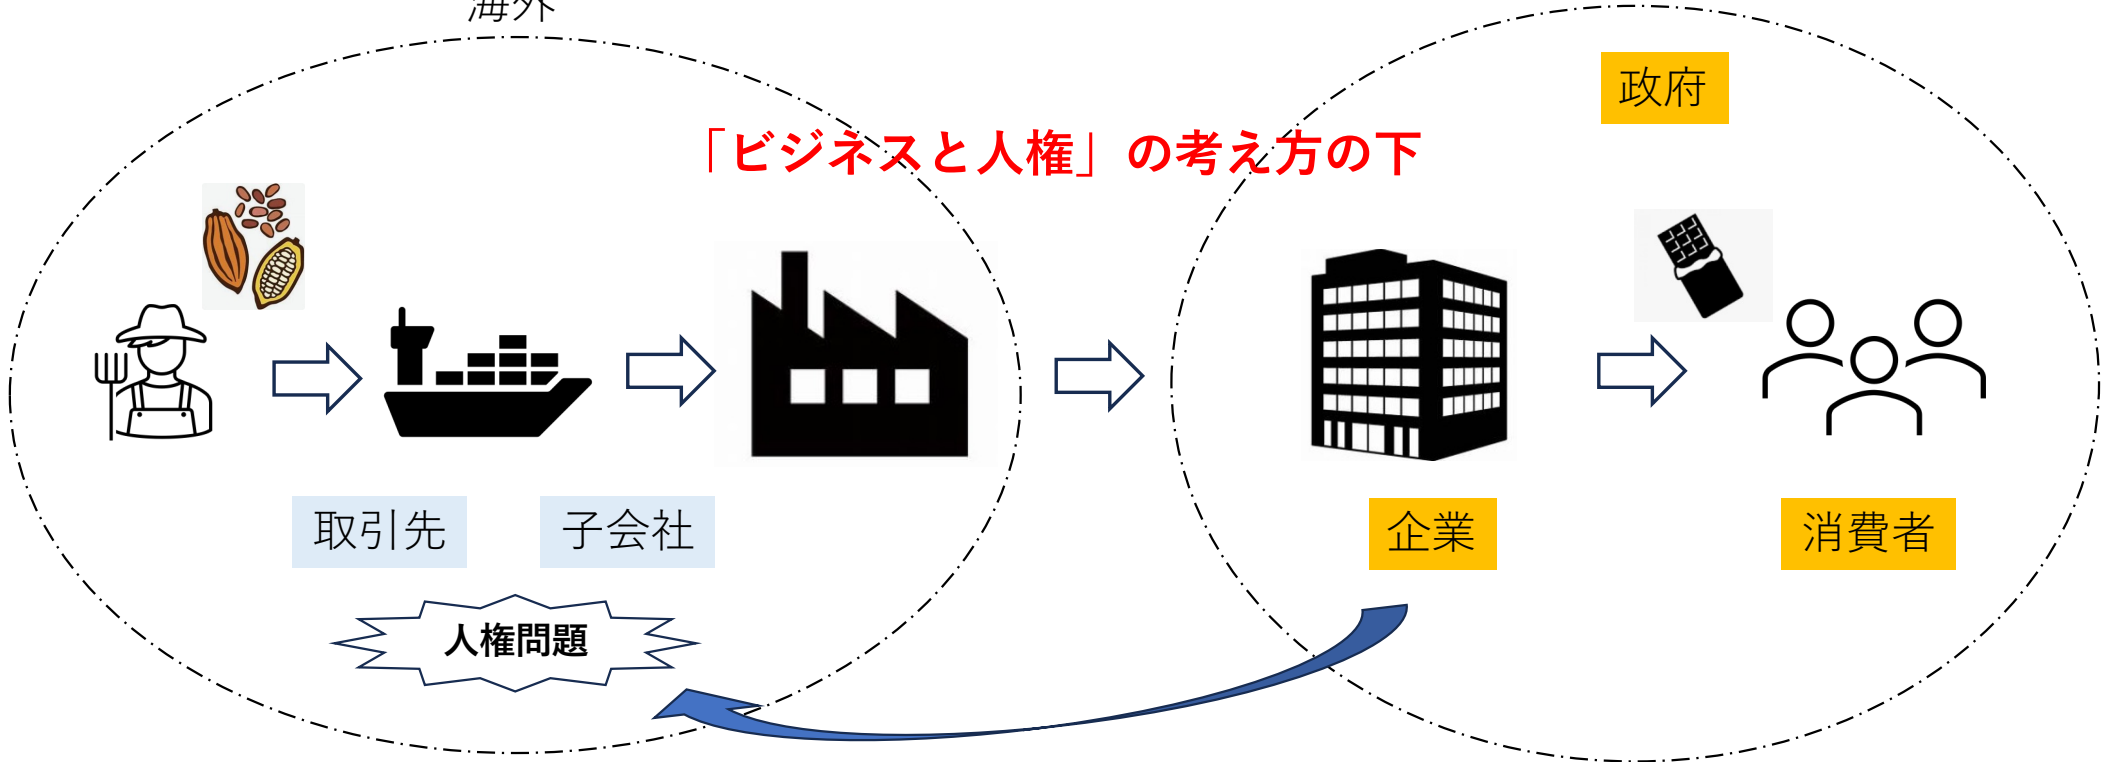 海外
政府
「ビジネスと人権」の考え方の下
取引先
子会社
企業
消費者
人権問題